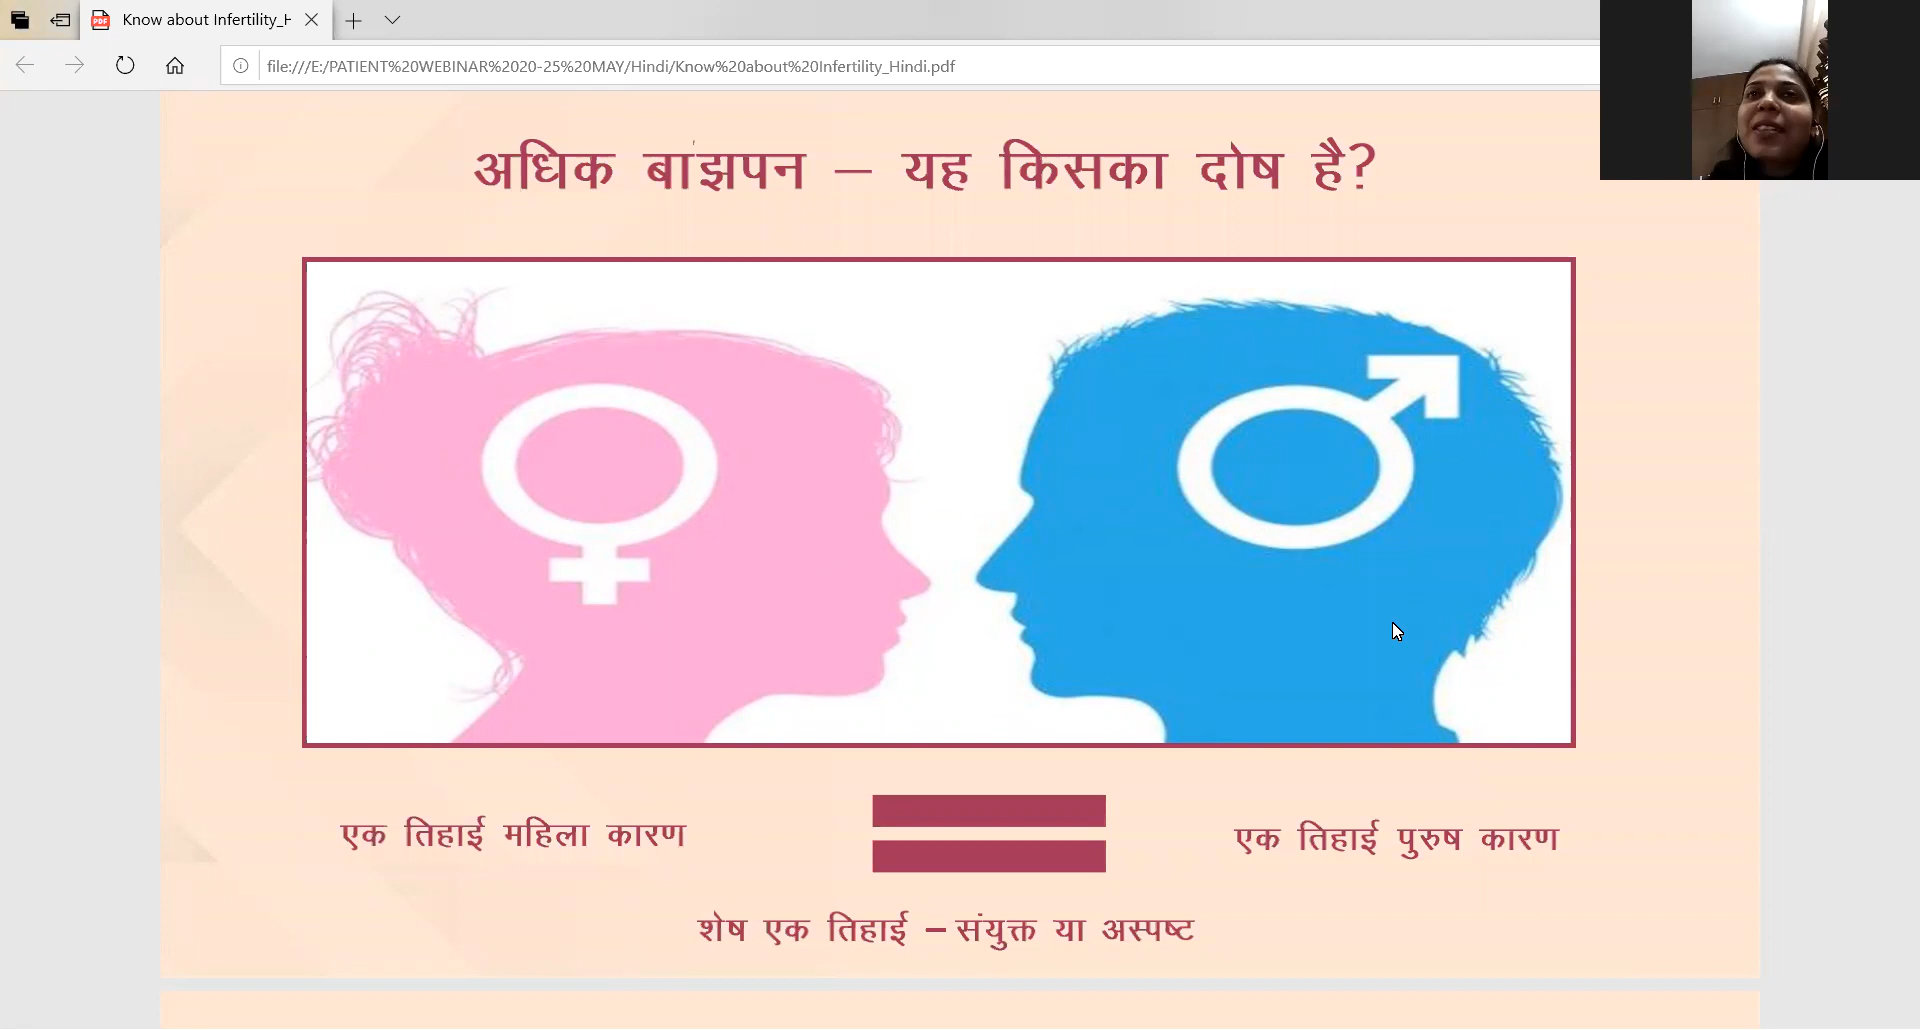 Know about Infertility_H
file:///E:/PATIENT%20WEBINAR%2020-25%20MAY/Hindi/Know%20about%20Infertility_Hindi.pdf
अधिक बांझपन – यह किसका दोष है?
एक तिहाई महिला कारण
एक तिहाई पुरुष कारण
शेष एक तिहाई – संयुक्त या अस्पष्ट